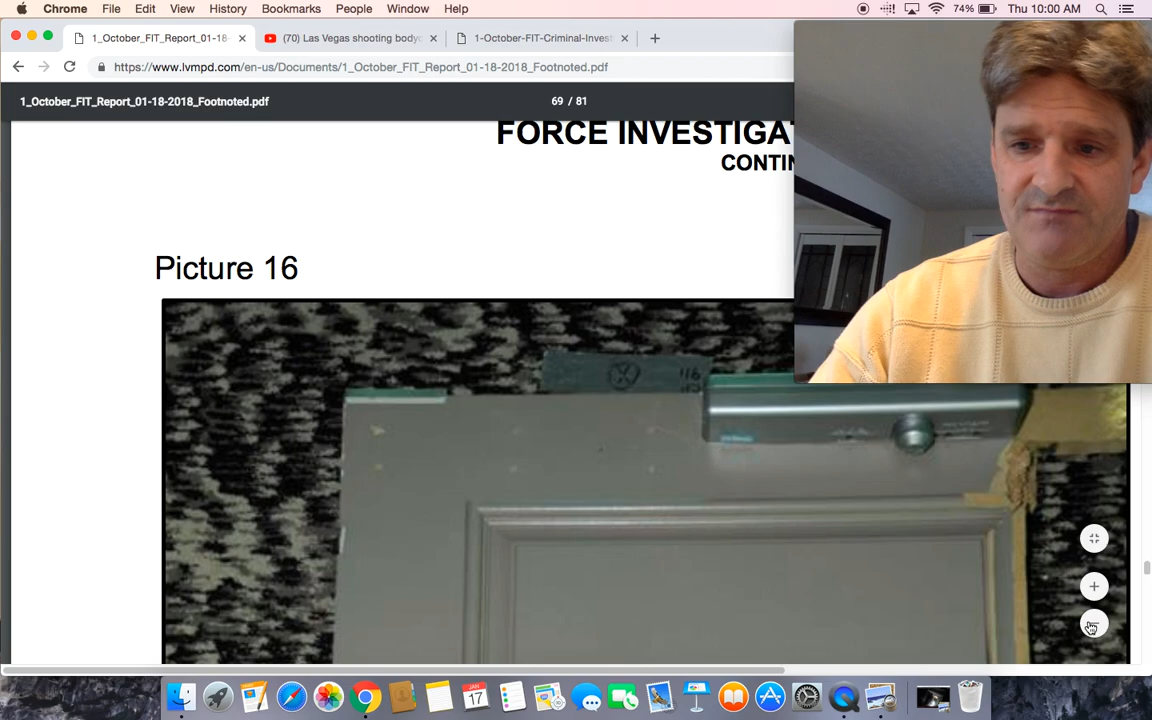 Chrome File Edit View History Bookmarks People Window Help 74% Thu 10:00 AM
1_October_FIT_Report_01-18- (70) Las Vegas shooting bodyc 1-October-FIT-Criminal-Invest
https://www.lvmpd.com/en-us/Documents/1_October_FIT_Report_01-18-2018_Footnoted.pdf
1_October_FIT_Report_01-18-2018_Footnoted.pdf 69 / 81
FORCE INVESTIGA
CONTIN
Picture 16
JAN
17